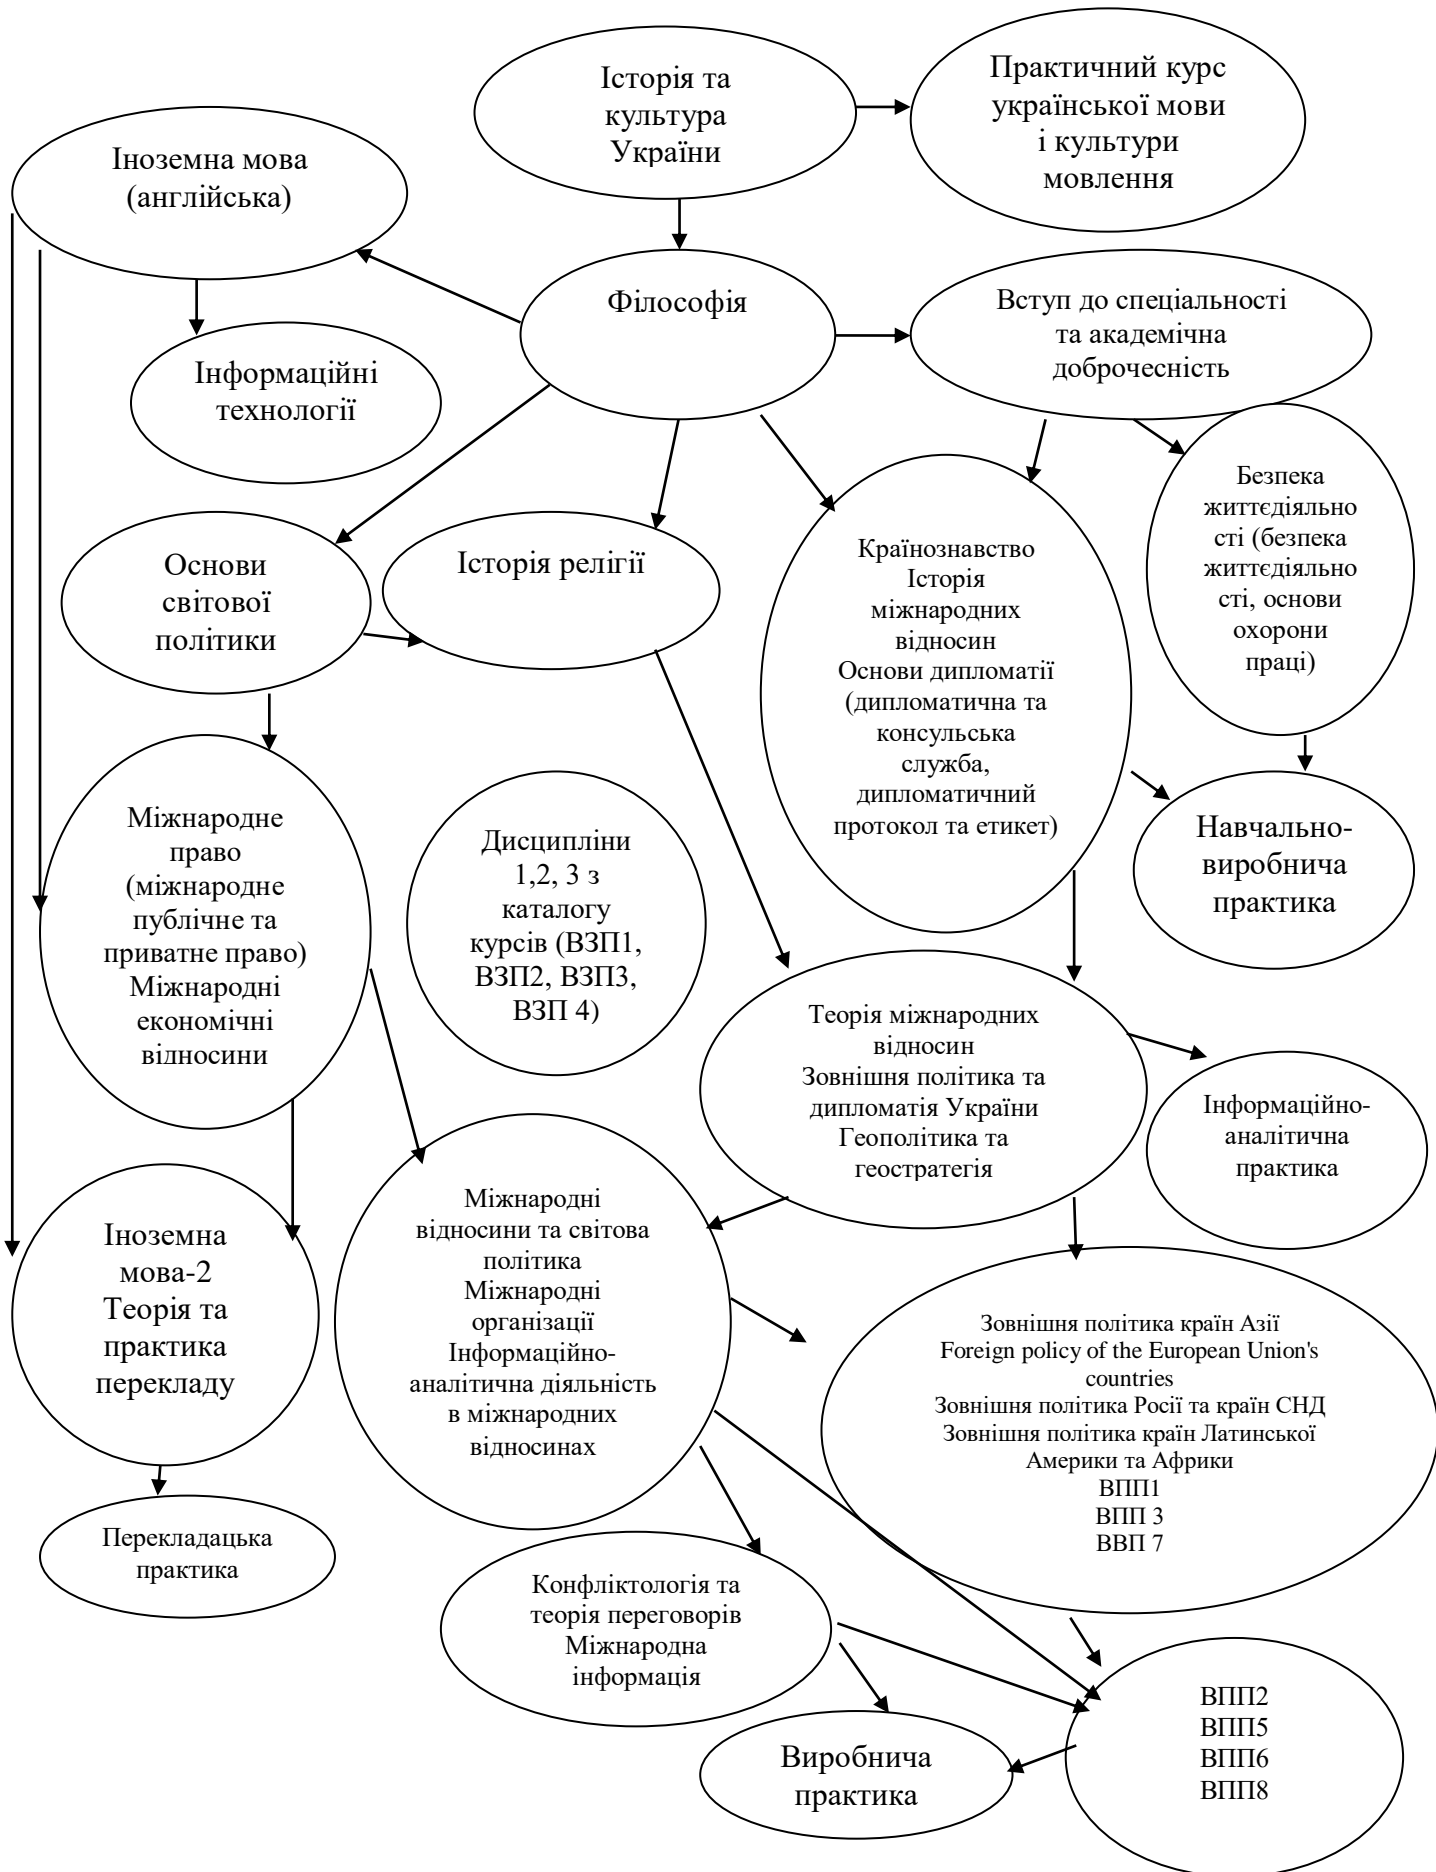 Історія та
культура
України
Практичний курс
української мови
і культури
мовлення
Іноземна мова
(англійська)
Філософія
Вступ до спеціальності
та академічна
доброчесність
Інформаційні
технології
Безпека
життєдіяльно
сті (безпека
життєдіяльно
сті, основи
охорони
праці)
Основи
світової
політики
Історія релігії
Країнознавство
Історія
міжнародних
відносин
Основи дипломатії
(дипломатична та
консульська
служба,
дипломатичний
протокол та етикет)
Міжнародне
право
(міжнародне
публічне та
приватне право)
Міжнародні
економічні
відносини
Дисципліни
1,2, 3 з
каталогу
курсів (ВЗП1,
ВЗП2, ВЗП3,
ВЗП 4)
Навчально-
виробнича
практика
Теорія міжнародних
відносин
Зовнішня політика та
дипломатія України
Геополітика та
геостратегія
Інформаційно-
аналітична
практика
Іноземна
мова-2
Теорія та
практика
перекладу
Міжнародні
відносини та світова
політика
Міжнародні
організації
Інформаційно-
аналітична діяльність
в міжнародних
відносинах
Зовнішня політика країн Азії
Foreign policy of the European Union's
countries
Зовнішня політика Росії та країн СНД
Зовнішня політика країн Латинської
Америки та Африки
ВПП1
ВПП 3
ВВП 7
Перекладацька
практика
Конфліктологія та
теорія переговорів
Міжнародна
інформація
Виробнича
практика
ВПП2
ВПП5
ВПП6
ВПП8